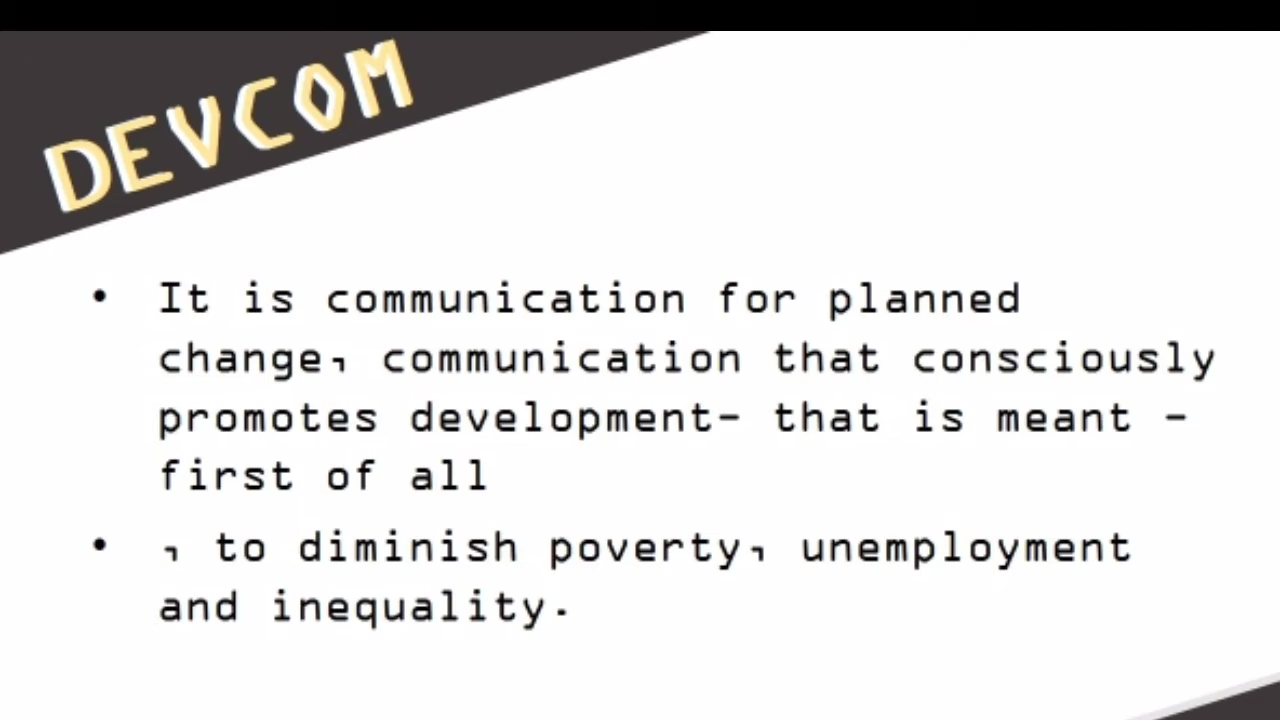 DEVCOM
• It is communication for planned
change, communication that consciously
promotes development- that is meant -
first of all
• , to diminish poverty, unemployment
and inequality.